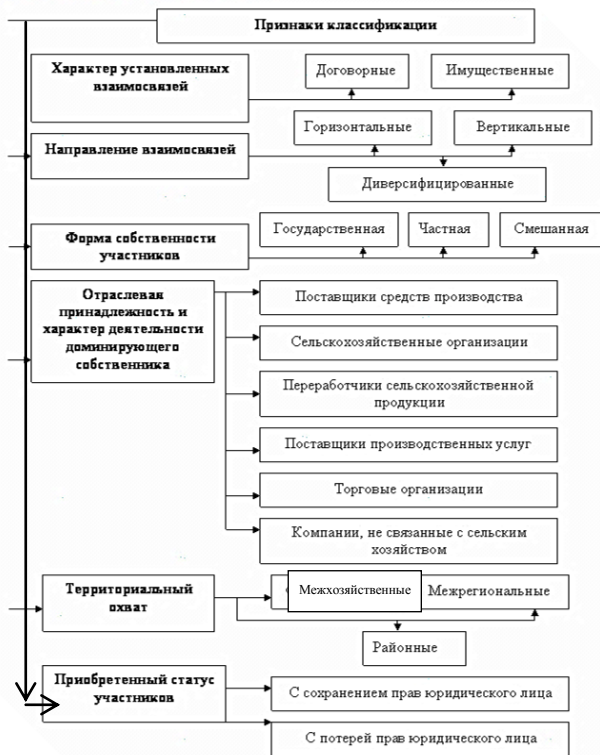 Признаки классификации
Характер установленных
взаимосвязей
Договорные
Имущественные
Горизонтальные
Вертикальные
Направление взаимосвязей
Диверсифицированные
Форма собственности
участников
Государственная
Частная
Смешанная
Отраслевая
принадлежность и
характер деятельности
доминирующего
собственника
Поставщики средств производства
Сельскохозяйственные организации
Переработчики сельскохозяйственной
продукции
Поставщики производственных услуг
Торговые организации
Компании, не связанные с сельским
хозяйством
Территориальный
охват
Межхозяйственные
Межрегиональные
Районные
Приобретенный статус
участников
С сохранением прав юридического лица
С потерей прав юридического лица